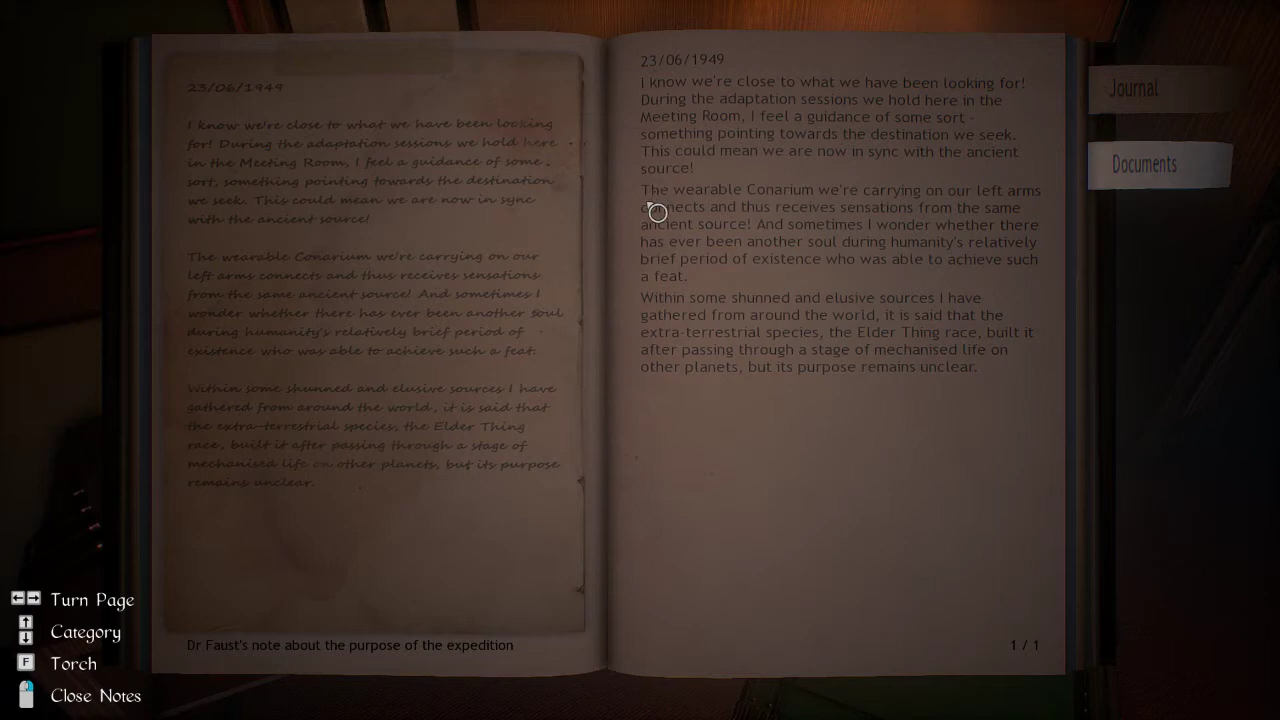 23/06/1949
I know we're close to what we have been looking
for! During the adaptation sessions we hold here
in the Meeting Room, I feel a guidance of some
sort, something pointing towards the destination
we seek. This could mean we are now in sync
with the ancient source!
The wearable Conarium we're carrying on our
left arms connects and thus receives sensations
from the same ancient source! And sometimes I
wonder whether there has ever been another soul
during humanity's relatively brief period of
existence who was able to achieve such a feat.
Within some shunned and elusive sources I have
gathered from around the world, it is said that
the extra-terrestrial species, the Elder Thing
race, built it after passing through a stage of
mechanised life on other planets, but its purpose
remains unclear.
Dr Faust's note about the purpose of the expedition
23/06/1949
I know we're close to what we have been looking for!
During the adaptation sessions we hold here in the
Meeting Room, I feel a guidance of some sort -
something pointing towards the destination we seek.
This could mean we are now in sync with the ancient
source!
The wearable Conarium we're carrying on our left arms
connects and thus receives sensations from the same
ancient source! And sometimes I wonder whether there
has ever been another soul during humanity's relatively
brief period of existence who was able to achieve such
a feat.
Within some shunned and elusive sources I have
gathered from around the world, it is said that the
extra-terrestrial species, the Elder Thing race, built it
after passing through a stage of mechanised life on
other planets, but its purpose remains unclear.
1 / 1
Journal
Documents
Turn Page
Category
F Torch
Close Notes